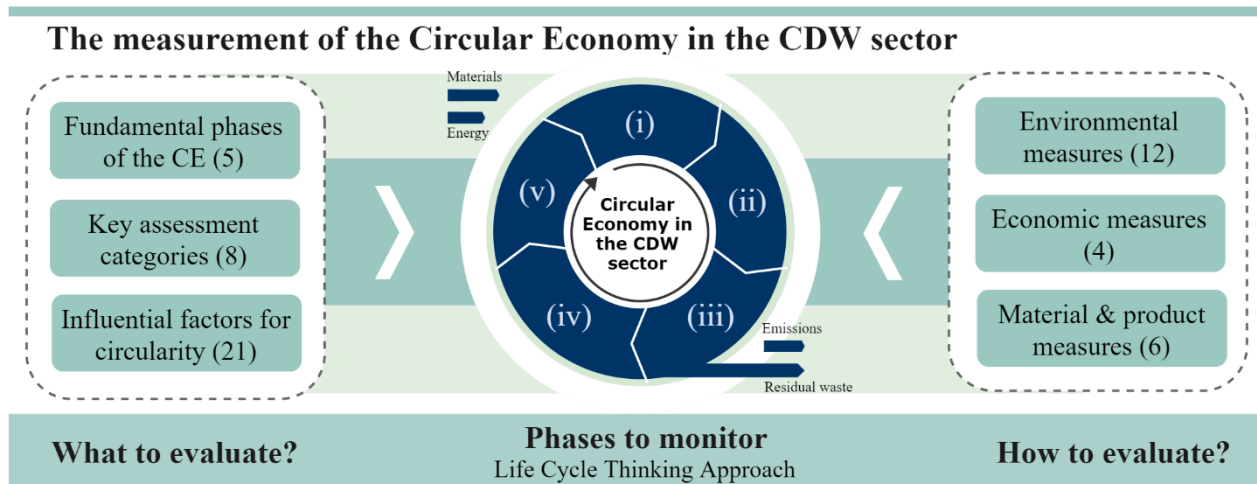 The measurement of the Circular Economy in the CDW sector
Fundamental phases
of the CE (5)
Key assessment
categories (8)
Influential factors for
circularity (21)
Materials
Energy
(i)
(ii)
(iii)
(iv)
(v)
Circular
Economy in
the CDW
sector
Emissions
Residual waste
Environmental
measures (12)
Economic measures
(4)
Material & product
measures (6)
What to evaluate?
Phases to monitor
Life Cycle Thinking Approach
How to evaluate?